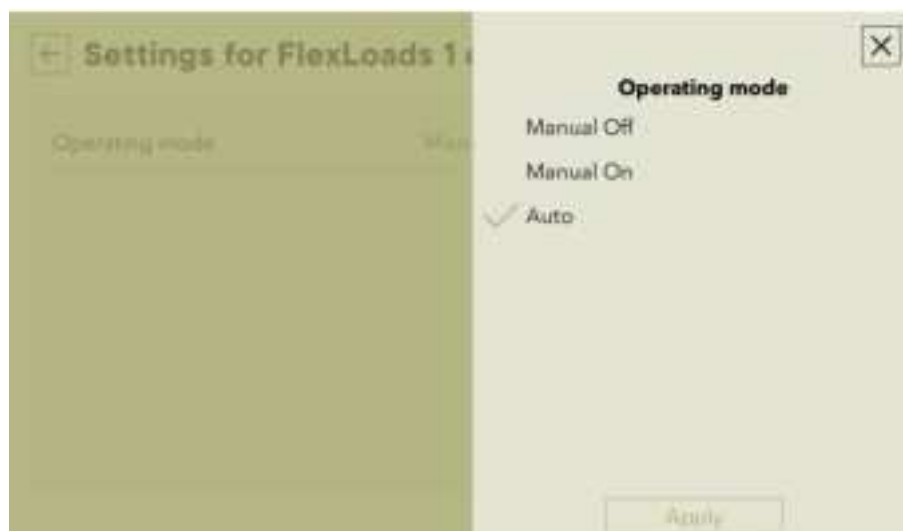 Settings for FlexLoads 1
Operating mode
Operating mode
Manual Off
Manual On
Auto
Apply